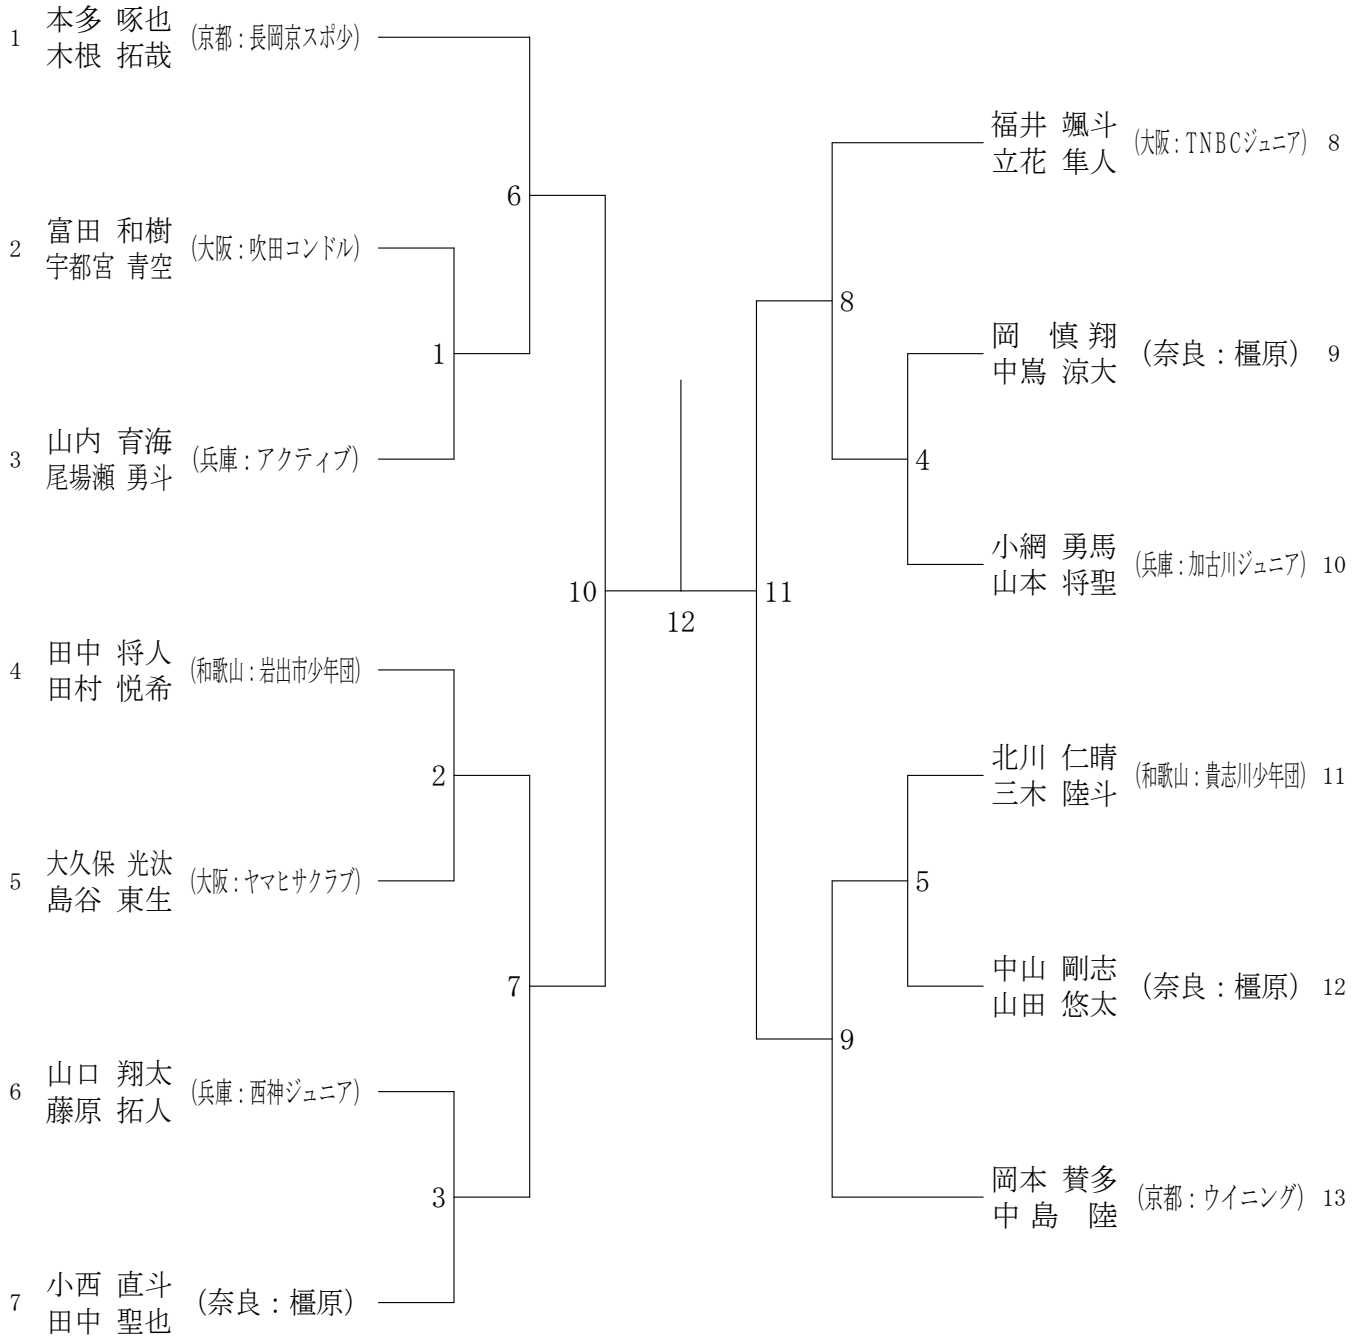 1 本多 啄也 (京都：長岡京スポ少)
木根 拓哉
2 富田 和樹 (大阪：吹田コンドル)
宇都宮 青空
3 山内 育海 (兵庫：アクティブ)
尾場瀬 勇斗
4 田中 将人 (和歌山：岩出市少年団)
田村 悦希
5 大久保 光汰 (大阪：ヤマヒサクラブ)
島谷 東生
6 山口 翔太 (兵庫：西神ジュニア)
藤原 拓人
7 小西 直斗 (奈良：橿原)
田中 聖也
1
2
3
6
7
10
12
11
8
9
4
5
福井 颯斗 (大阪：TNBCジュニア) 8
立花 隼人
岡 慎翔 (奈良：橿原) 9
中嶌 涼大
小網 勇馬 (兵庫：加古川ジュニア) 10
山本 将聖
北川 仁晴 (和歌山：貴志川少年団) 11
三木 陸斗
中山 剛志 (奈良：橿原) 12
山田 悠太
岡本 賛多 (京都：ウイニング) 13
中島 陸